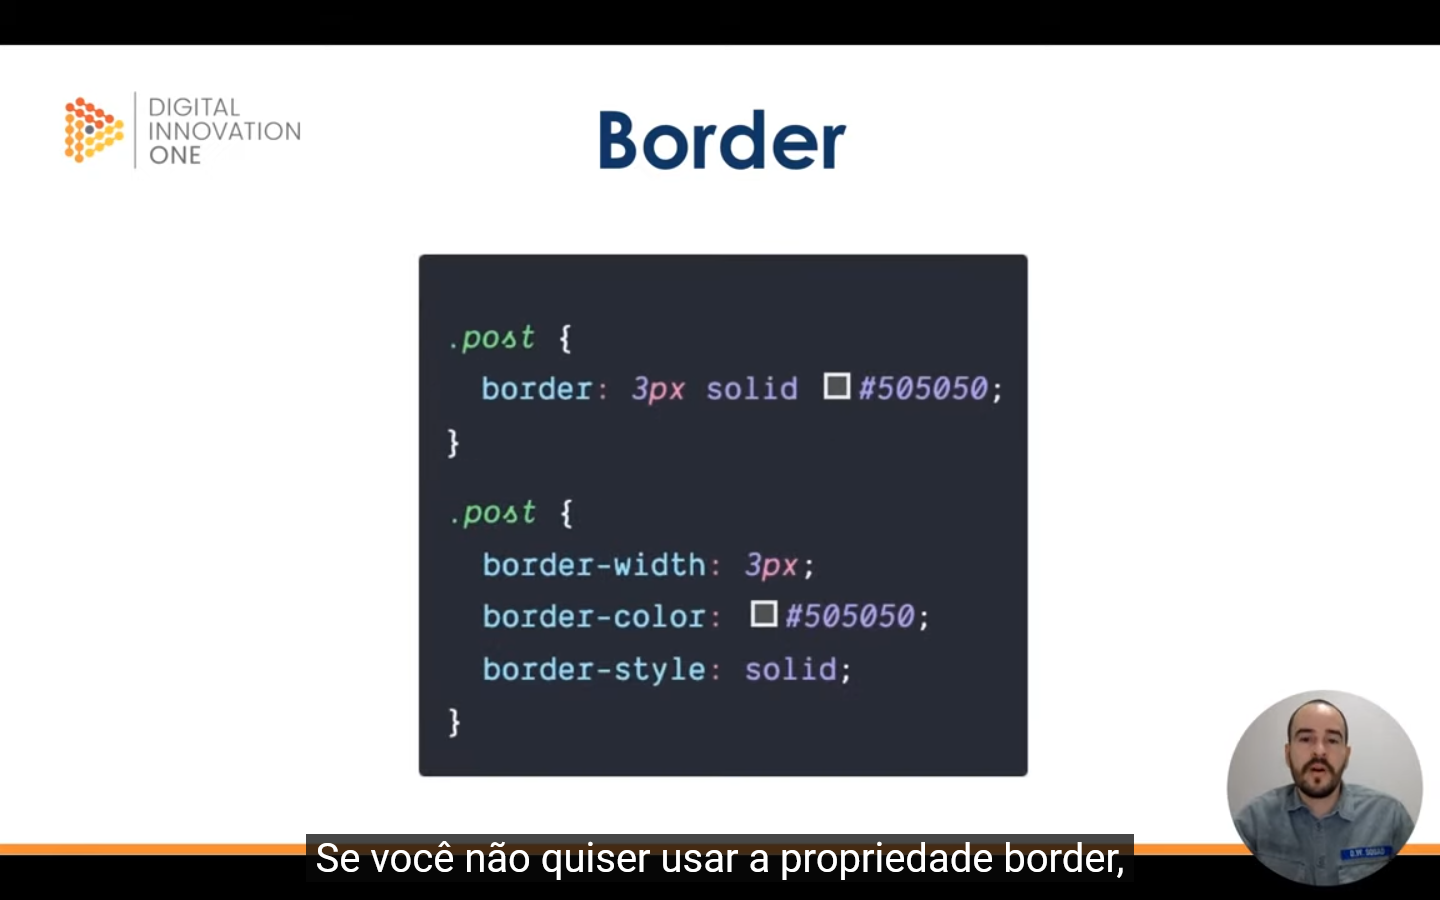 DIGITAL
INNOVATION
ONE
Border
.post {
border: 3px solid #505050;
}
.post {
border-width: 3px;
border-color: #505050;
border-style: solid;
}
Se você não quiser usar a propriedade border,